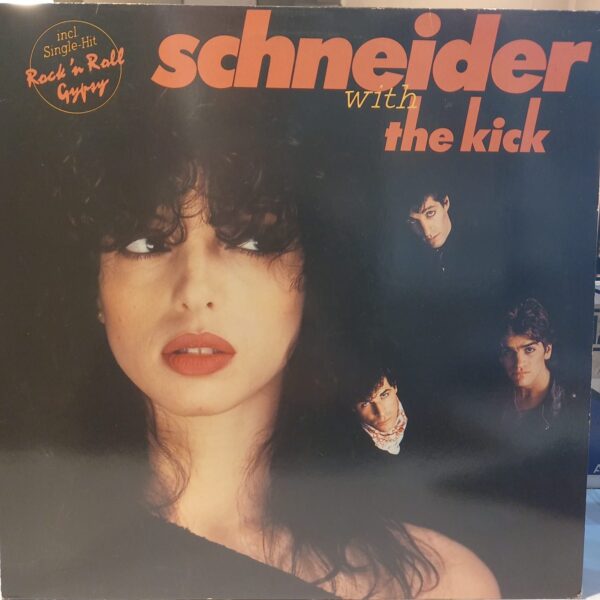 incl
Single-Hit
Rock 'n Roll
Gypsy
schneider
with
the kick